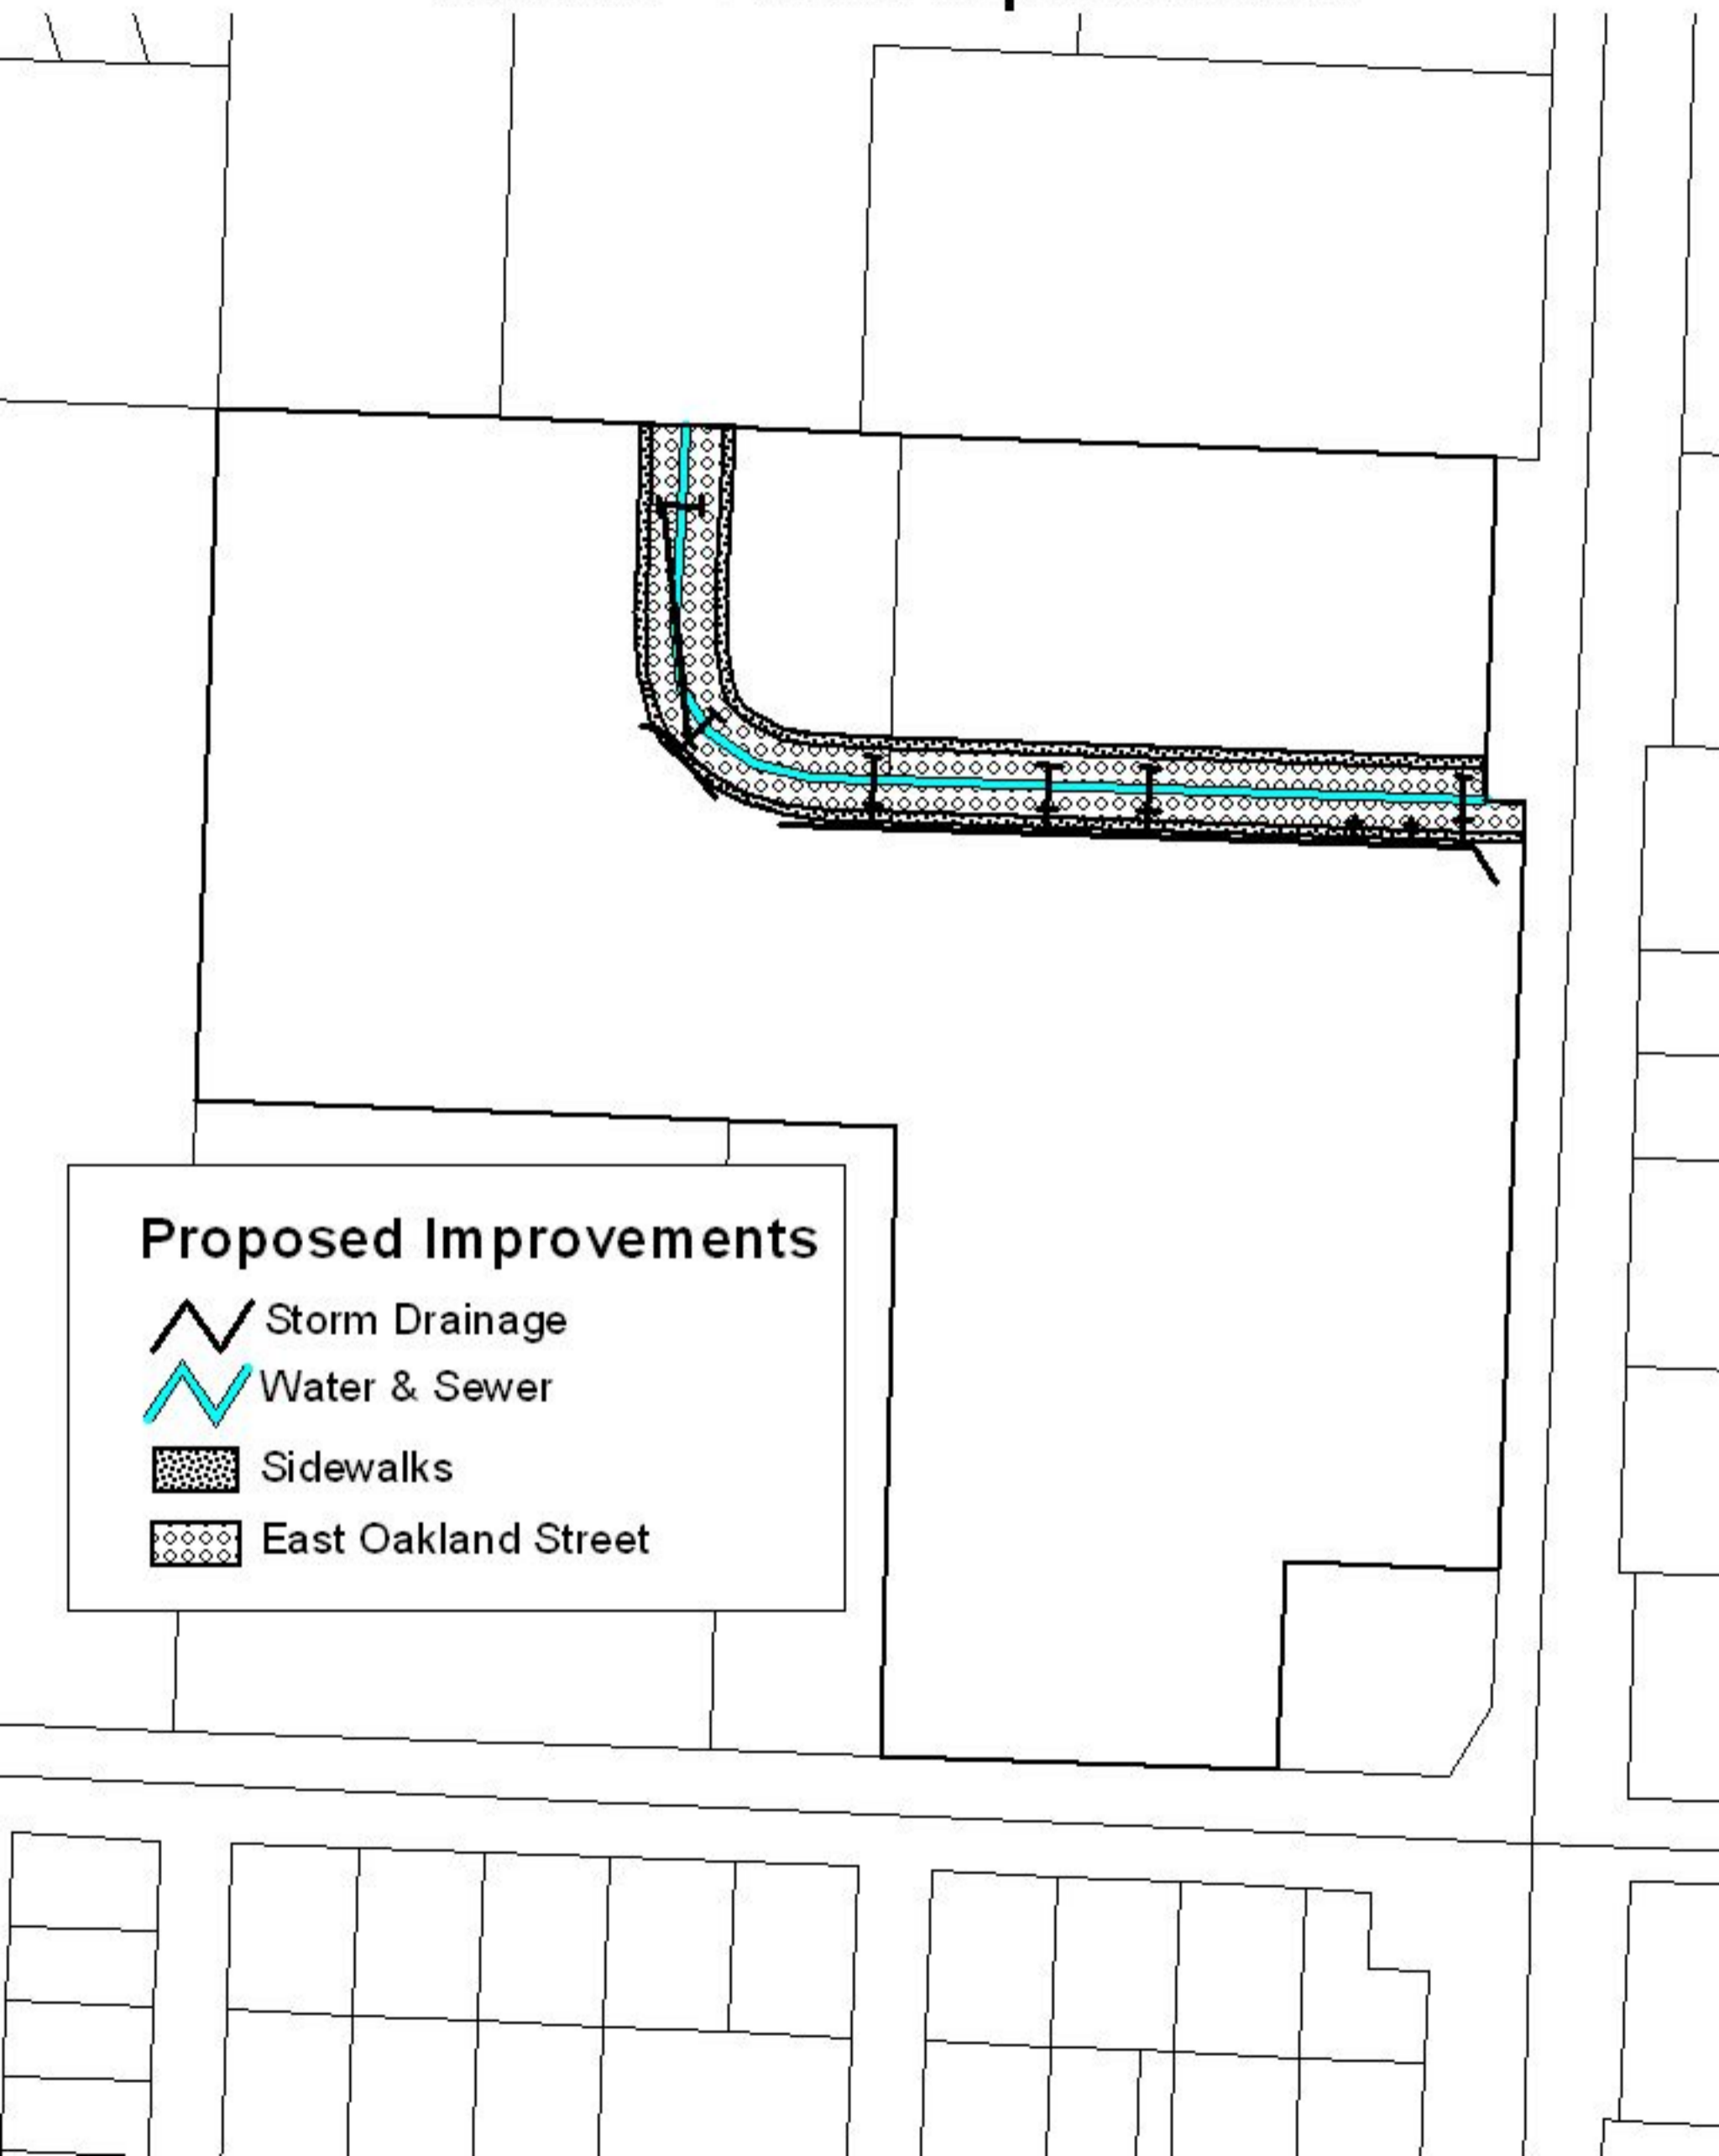 Proposed Improvements
Storm Drainage
Water & Sewer
Sidewalks
East Oakland Street